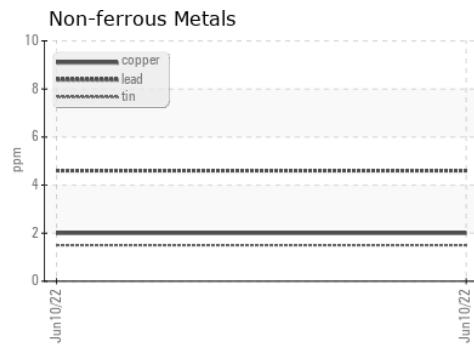 Non-ferrous Metals
10
8
6
4
2
0
ppm
copper
lead
tin
Jun10/22
Jun10/22